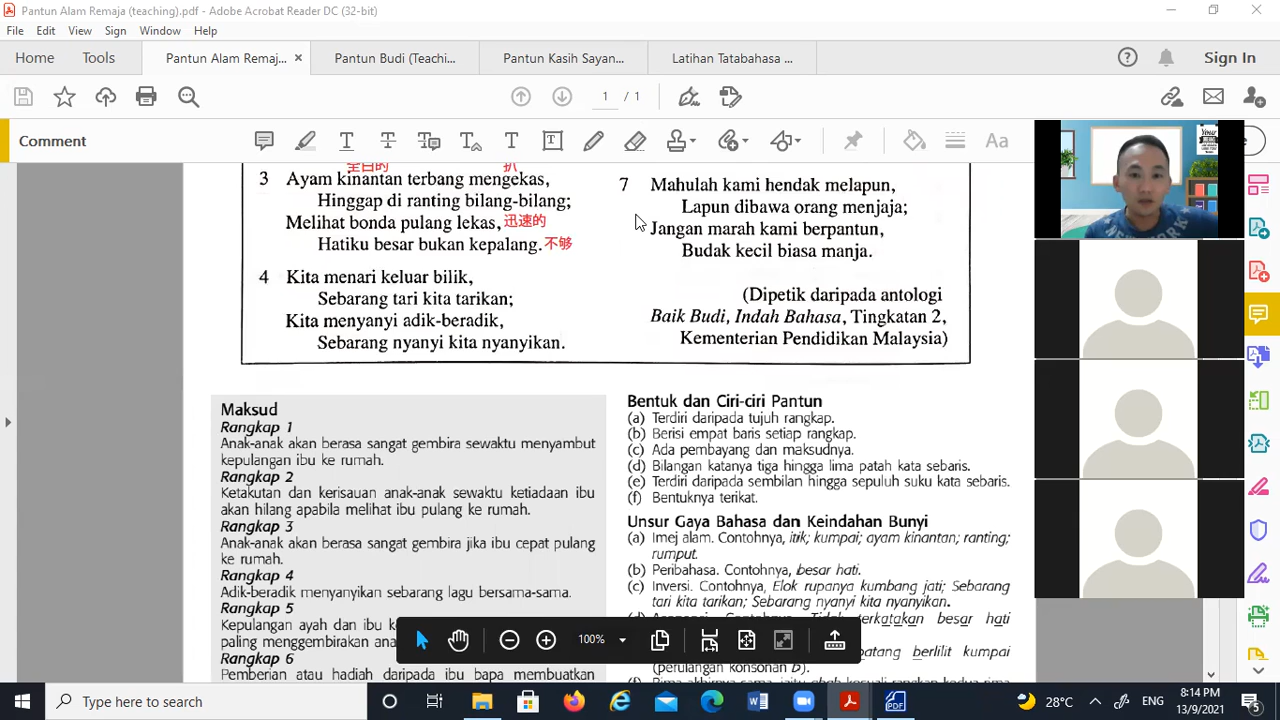 Pantun Alam Remaja (teaching).pdf - Adobe Acrobat Reader DC (32-bit)
File Edit View Sign Window Help
Home Tools Pantun Alam Remaj... × Pantun Budi (Teachi... Pantun Kasih Sayan... Latihan Tatabahasa ... Sign In
1 / 1
Comment
Aa
全白的 扒
3 Ayam kinantan terbang mengekas,
Hinggap di ranting bilang-bilang;
Melihat bonda pulang lekas, 迅速的
Hatiku besar bukan kepalang. 不够
4 Kita menari keluar bilik,
Sebarang tari kita tarikan;
Kita menyanyi adik-beradik,
Sebarang nyanyi kita nyanyikan.
7 Mahulah kami hendak melapun,
Lapun dibawa orang menjaja;
Jangan marah kami berpantun,
Budak kecil biasa manja.
(Dipetik daripada antologi
Baik Budi, Indah Bahasa, Tingkatan 2,
Kementerian Pendidikan Malaysia)
Maksud
Rangkap 1
Anak-anak akan berasa sangat gembira sewaktu menyambut
kepulangan ibu ke rumah.
Rangkap 2
Ketakutan dan kerisauan anak-anak sewaktu ketiadaan ibu
akan hilang apabila melihat ibu pulang ke rumah.
Rangkap 3
Anak-anak akan berasa sangat gembira jika ibu cepat pulang
ke rumah.
Rangkap 4
Adik-beradik menyanyikan sebarang lagu bersama-sama.
Rangkap 5
Kepulangan ayah dan ibu k
paling menggembirakan ana
Rangkap 6
Pemberian atau hadiah daripada ibu bapa membuatkan
Bentuk dan Ciri-ciri Pantun
(a) Terdiri daripada tujuh rangkap.
(b) Berisi empat baris setiap rangkap.
(c) Ada pembayang dan maksudnya.
(d) Bilangan katanya tiga hingga lima patah kata sebaris.
(e) Terdiri daripada sembilan hingga sepuluh suku kata sebaris.
(f) Bentuknya terikat.
Unsur Gaya Bahasa dan Keindahan Bunyi
(a) Imej alam. Contohnya, itik; kumpai; ayam kinantan; ranting;
rumput.
(b) Peribahasa. Contohnya, besar hati.
(c) Inversi. Contohnya, Elok rupanya kumbang jati; Sebarang
tari kita tarikan; Sebarang nyanyi kita nyanyikan.
terkatakan besar hati
berlilit kumpai
(perulangan konsonan b).
100%
Type here to search
28°C ENG 8:14 PM
13/9/2021
5